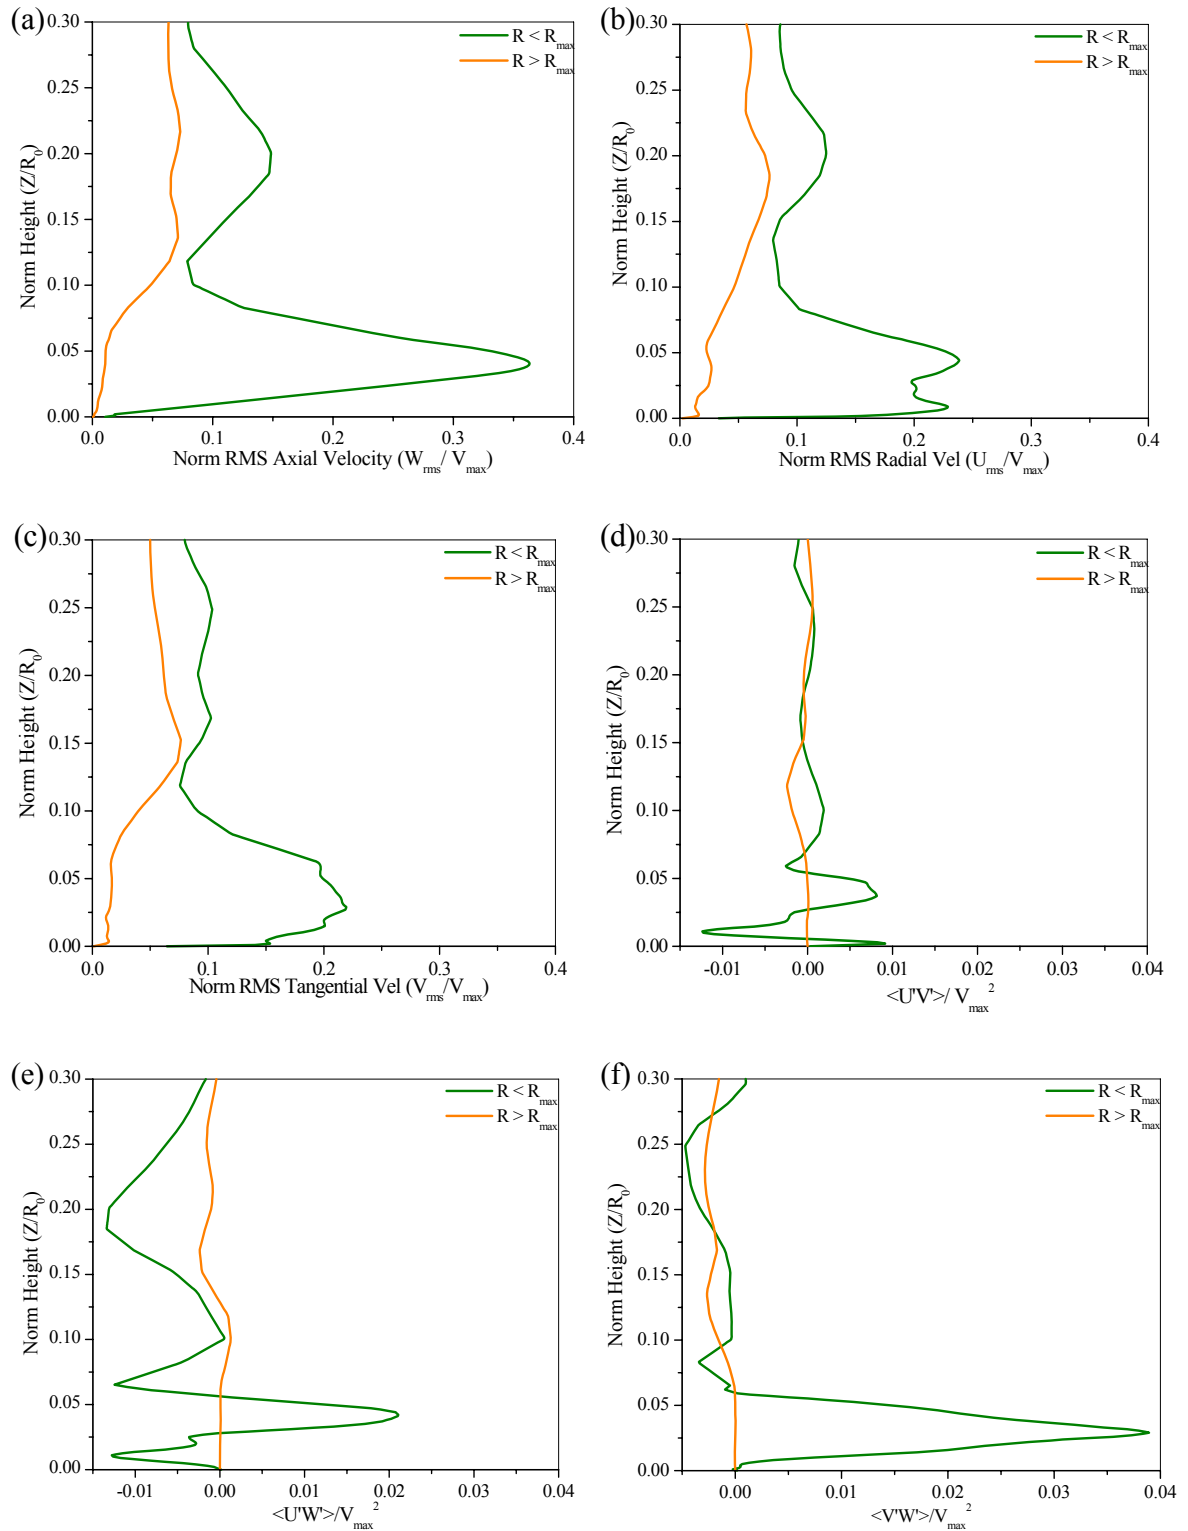 (a)
0.30
0.25
0.20
0.15
0.10
0.05
0.00
Norm Height (Z/R0)
R < Rmax
R > Rmax
0.0 0.1 0.2 0.3 0.4
Norm RMS Axial Velocity (Wrms/ Vmax)
(b)
0.30
0.25
0.20
0.15
0.10
0.05
0.00
Norm Height (Z/R0)
R < Rmax
R > Rmax
0.0 0.1 0.2 0.3 0.4
Norm RMS Radial Vel (Urms/Vmax)
(c)
0.30
0.25
0.20
0.15
0.10
0.05
0.00
Norm Height (Z/R0)
R < Rmax
R > Rmax
0.0 0.1 0.2 0.3 0.4
Norm RMS Tangential Vel (Vrms/Vmax)
(d)
0.30
0.25
0.20
0.15
0.10
0.05
0.00
Norm Height (Z/R0)
R < Rmax
R > Rmax
-0.01 0.00 0.01 0.02 0.03 0.04
<U'V'>/ Vmax²
(e)
0.30
0.25
0.20
0.15
0.10
0.05
0.00
Norm Height (Z/R0)
R < Rmax
R > Rmax
-0.01 0.00 0.01 0.02 0.03 0.04
<U'W'>/Vmax²
(f)
0.30
0.25
0.20
0.15
0.10
0.05
0.00
Norm Height (Z/R0)
R < Rmax
R > Rmax
0.00 0.01 0.02 0.03 0.04
<V'W'>/Vmax²